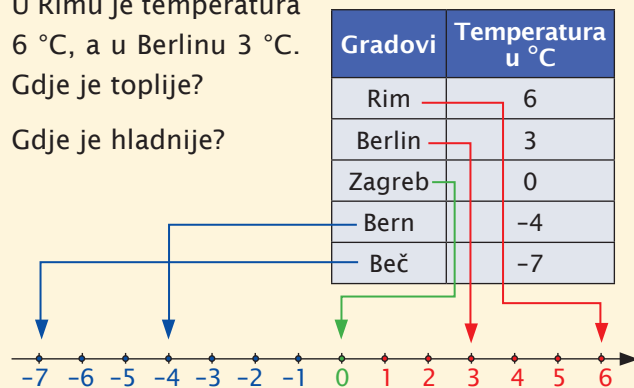 U Rimu je temperatura
6 °C, a u Berlinu 3 °C.
Gdje je toplije?
Gdje je hladnije?
Gradovi Temperatura u °C
Rim 6
Berlin 3
Zagreb 0
Bern –4
Beč –7
–7 –6 –5 –4 –3 –2 –1 0 1 2 3 4 5 6